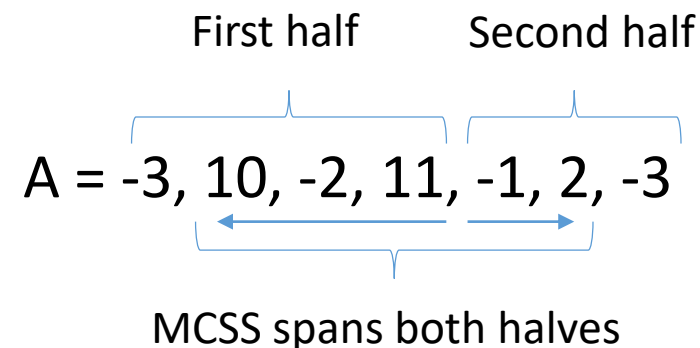 First half Second half
A = -3, 10, -2, 11, -1, 2, -3
MCSS spans both halves